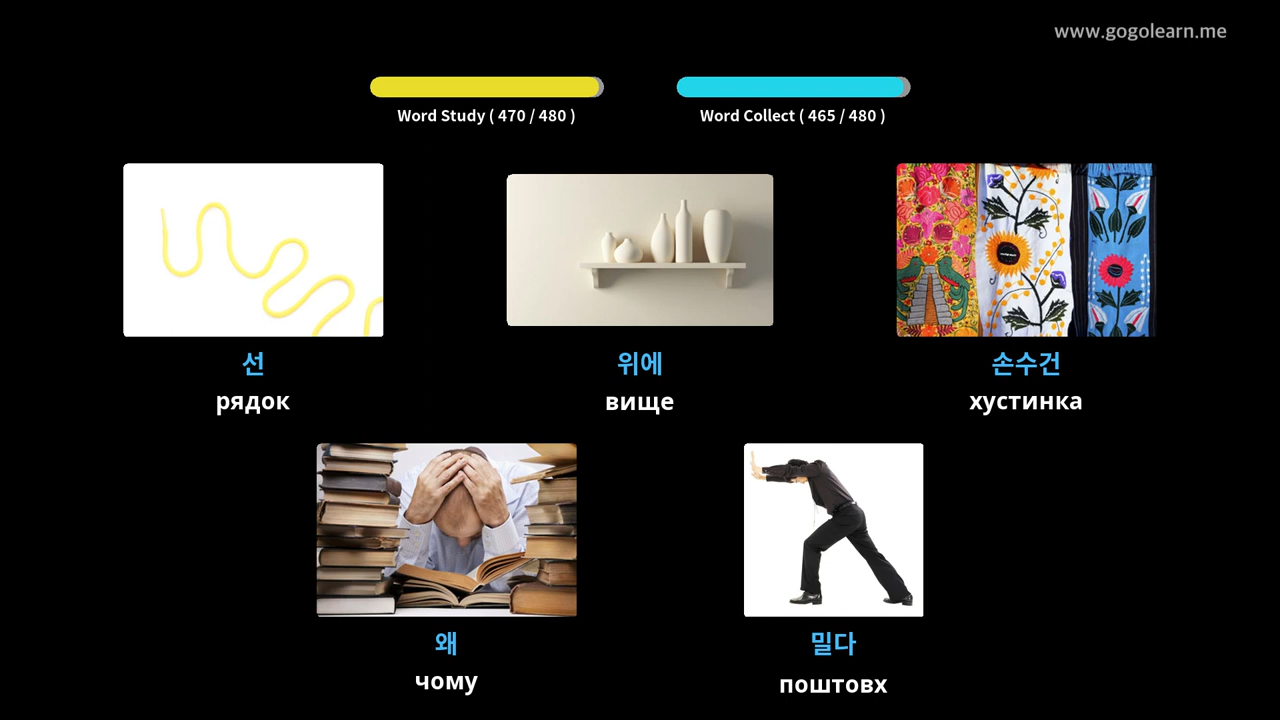 www.gogolearn.me
Word Study ( 470 / 480 )
Word Collect ( 465 / 480 )
선
рядок
위에
вище
손수건
хустинка
왜
чому
밀다
поштовх